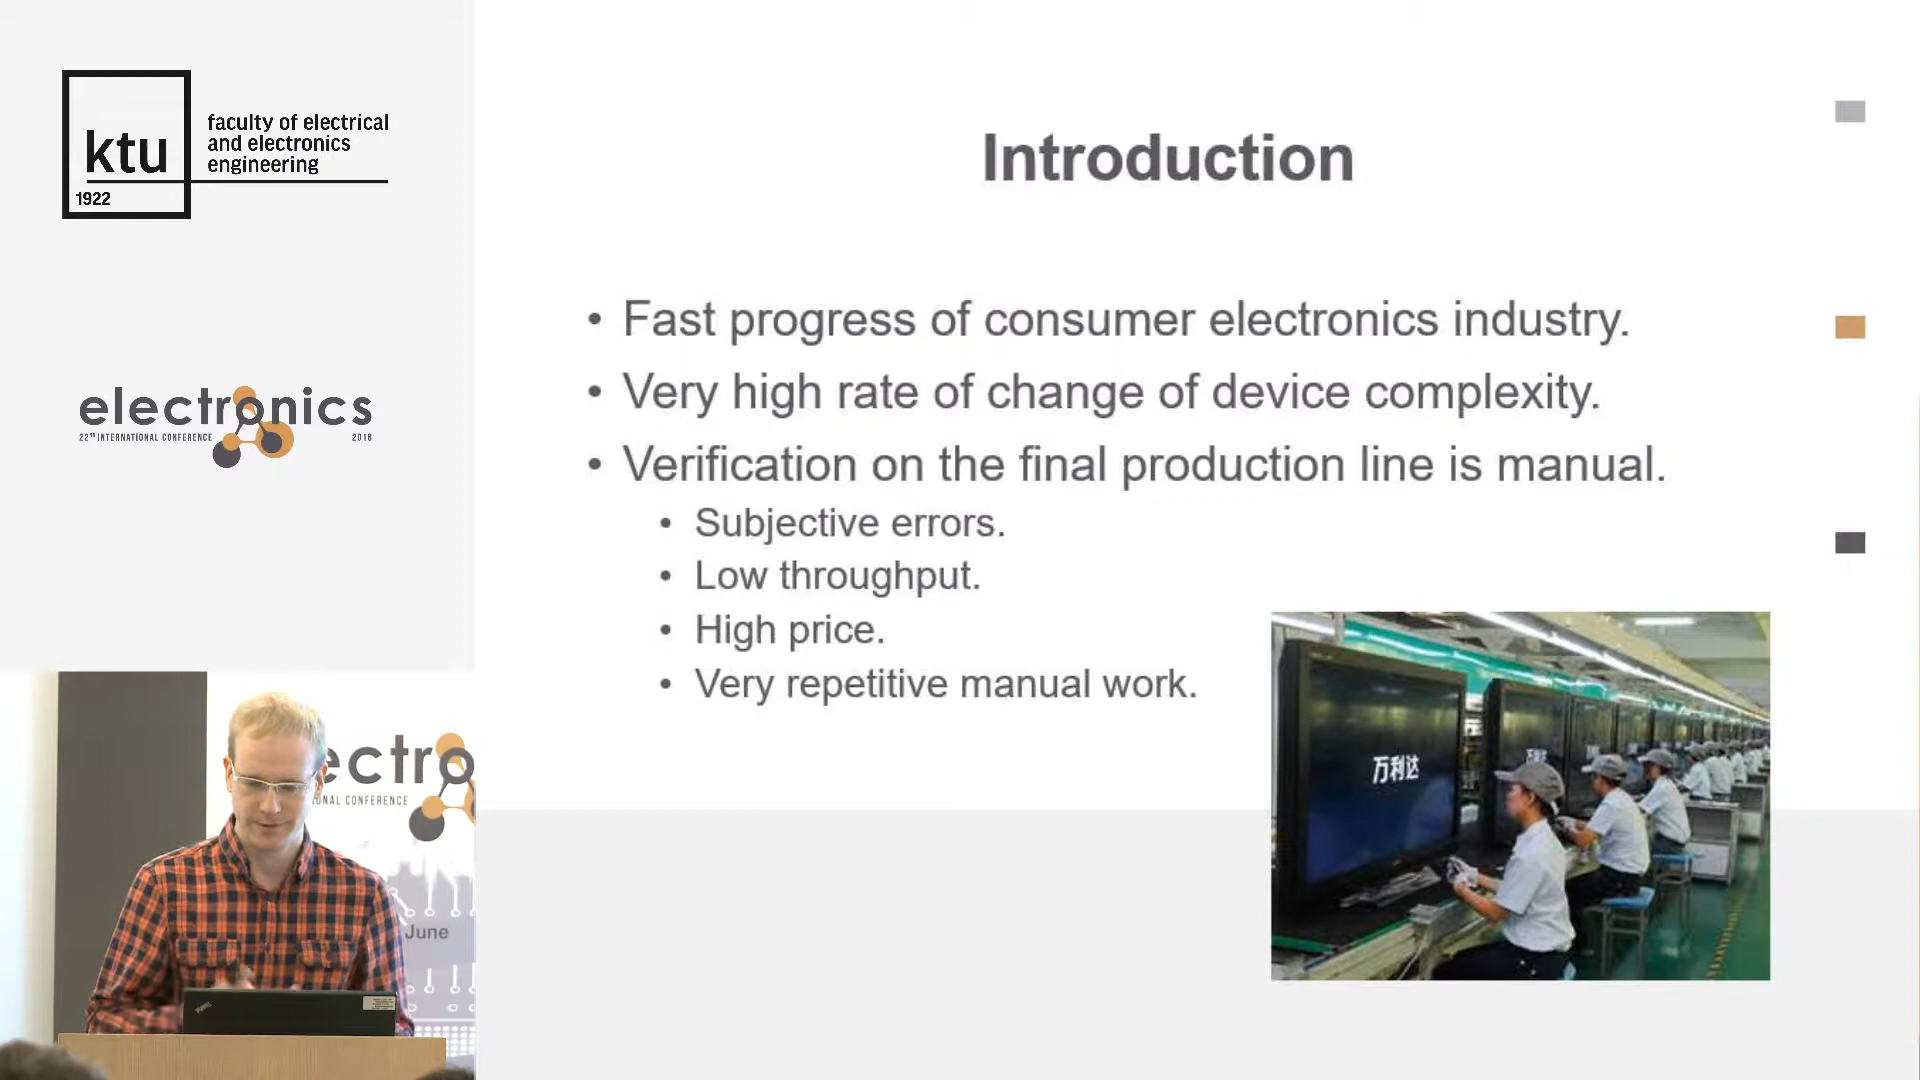 ktu
1922
faculty of electrical
and electronics
engineering
electronics
22ND INTERNATIONAL CONFERENCE 2018
Introduction
• Fast progress of consumer electronics industry.
• Very high rate of change of device complexity.
• Verification on the final production line is manual.
• Subjective errors.
• Low throughput.
• High price.
• Very repetitive manual work.
万利达
ectro
ONAL CONFERENCE
June